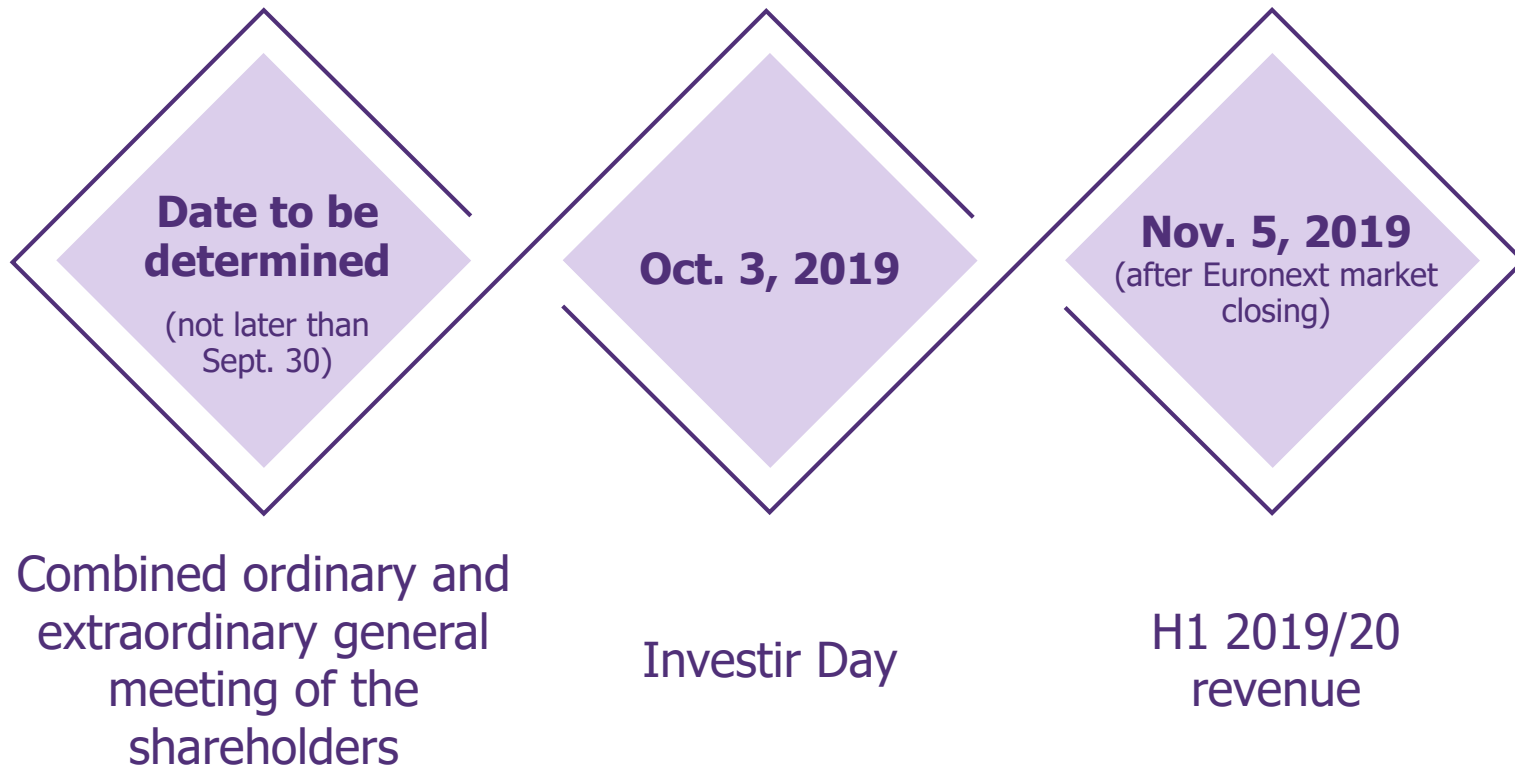 Date to be
determined
(not later than
Sept. 30)
Oct. 3, 2019
Nov. 5, 2019
(after Euronext market
closing)
Combined ordinary and
extraordinary general
meeting of the
shareholders
Investir Day
H1 2019/20
revenue